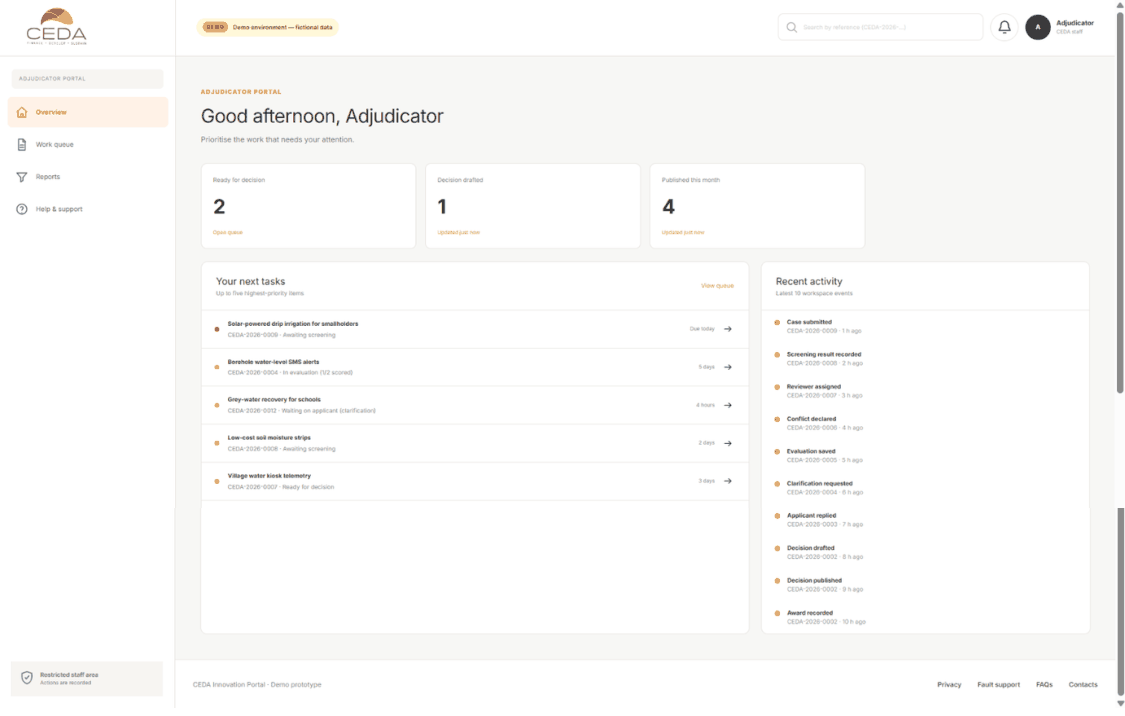 CEDA
DEMO Demo environment — fictional data
Search by reference (CEDA-2026-...)
A
Adjudicator
CEDA staff
ADJUDICATOR PORTAL
Overview
Work queue
Reports
Help & support
Restricted staff area
Actions are recorded
ADJUDICATOR PORTAL
Good afternoon, Adjudicator
Prioritise the work that needs your attention.
Ready for decision
2
Open queue
Decision drafted
1
Updated just now
Published this month
4
Updated just now
Your next tasks
Up to five highest-priority items
View queue
Solar-powered drip irrigation for smallholders
CEDA-2026-0009 · Awaiting screening
Due today
Borehole water-level SMS alerts
CEDA-2026-0004 · In evaluation (1/2 scored)
5 days
Grey-water recovery for schools
CEDA-2026-0012 · Waiting on applicant (clarification)
4 hours
Low-cost soil moisture strips
CEDA-2026-0008 · Awaiting screening
2 days
Village water kiosk telemetry
CEDA-2026-0007 · Ready for decision
3 days
Recent activity
Latest 10 workspace events
Case submitted
CEDA-2026-0009 · 1 h ago
Screening result recorded
CEDA-2026-0008 · 2 h ago
Reviewer assigned
CEDA-2026-0007 · 3 h ago
Conflict declared
CEDA-2026-0006 · 4 h ago
Evaluation saved
CEDA-2026-0005 · 5 h ago
Clarification requested
CEDA-2026-0004 · 6 h ago
Applicant replied
CEDA-2026-0003 · 7 h ago
Decision drafted
CEDA-2026-0002 · 8 h ago
Decision published
CEDA-2026-0002 · 9 h ago
Award recorded
CEDA-2026-0002 · 10 h ago
CEDA Innovation Portal · Demo prototype
Privacy
Fault support
FAQs
Contacts